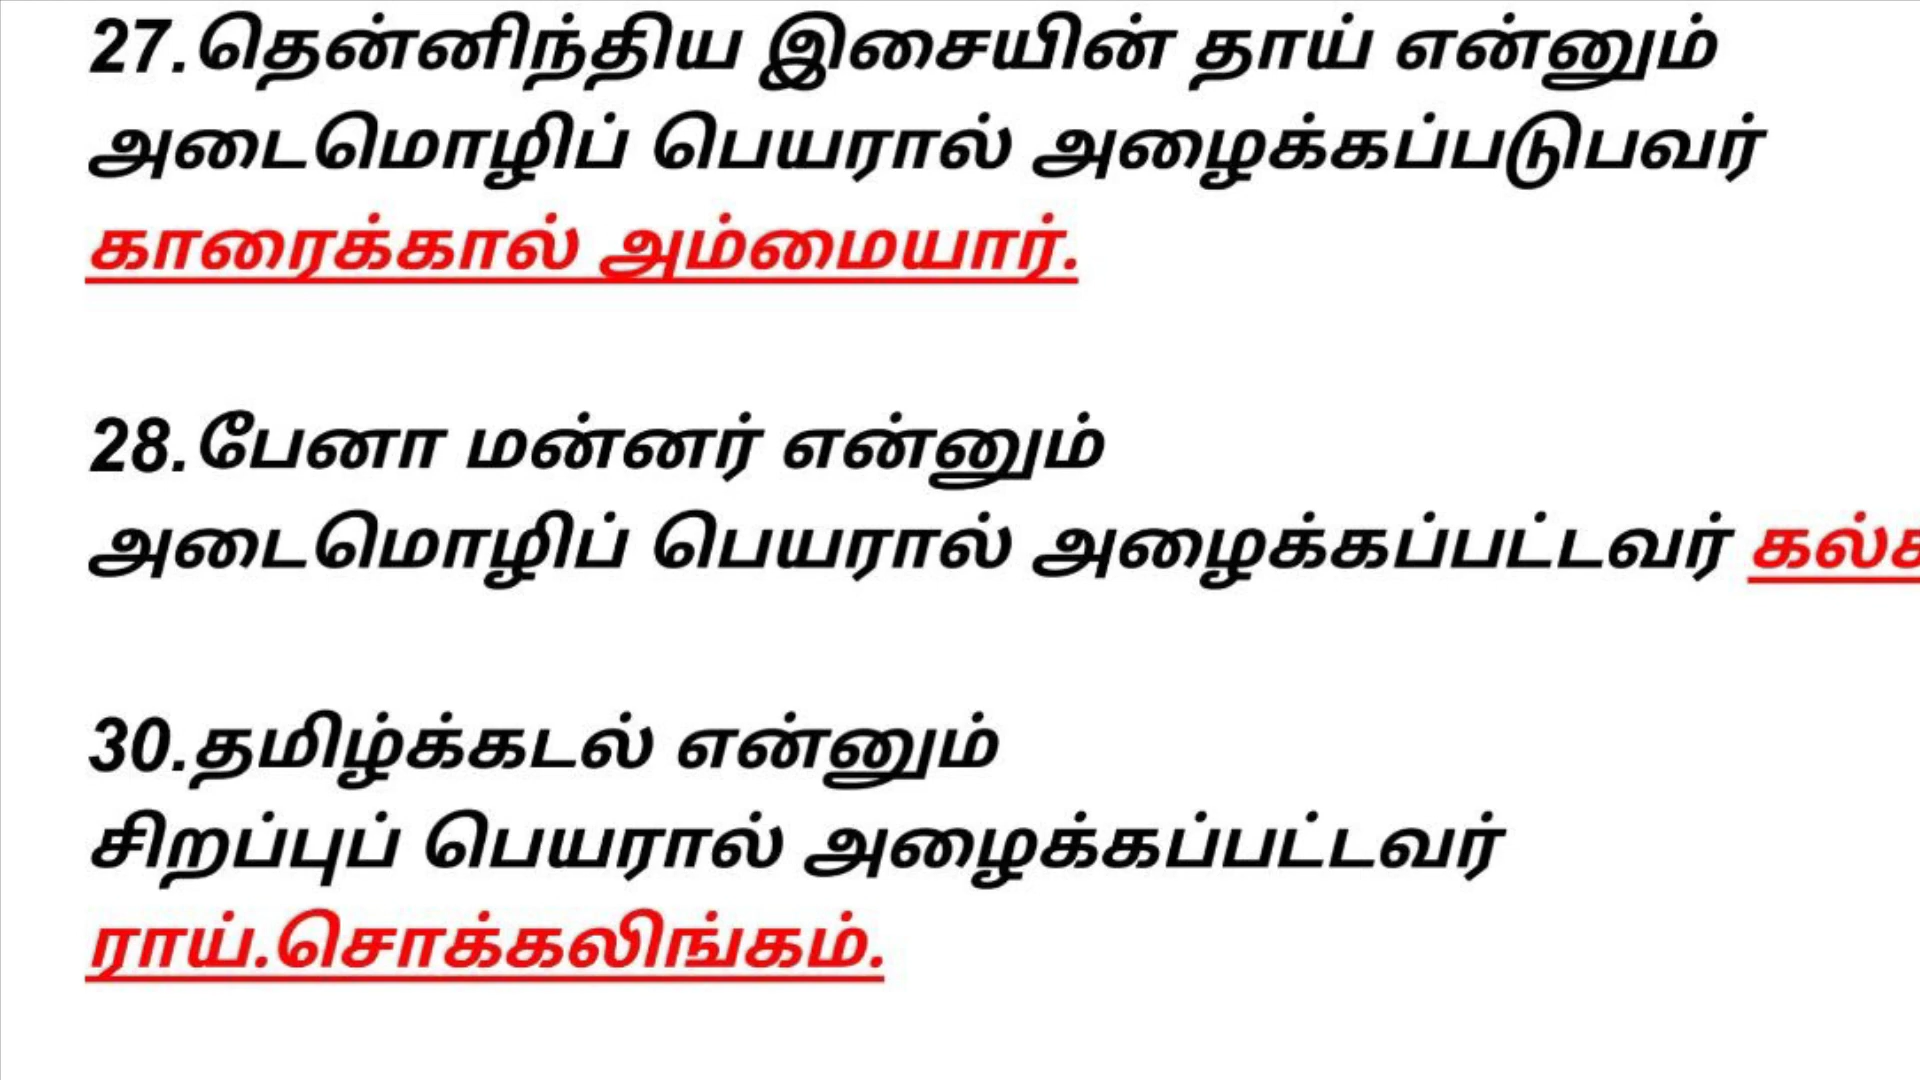 27.தென்னிந்திய இசையின் தாய் என்னும்
அடைமொழிப் பெயரால் அழைக்கப்படுபவர்
காரைக்கால் அம்மையார்.
28.பேனா மன்னர் என்னும்
அடைமொழிப் பெயரால் அழைக்கப்பட்டவர்
30.தமிழ்க்கடல் என்னும்
சிறப்புப் பெயரால் அழைக்கப்பட்டவர்
ராய்.சொக்கலிங்கம்.